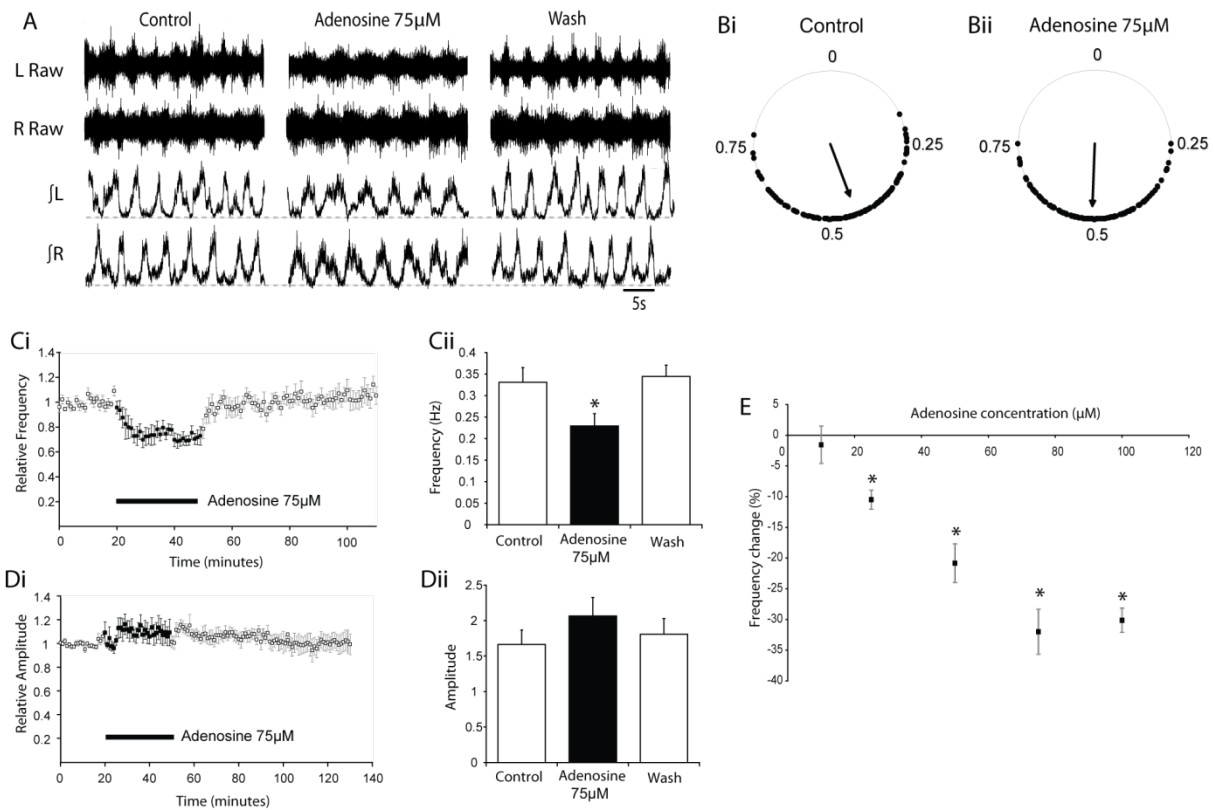 A
Control
Adenosine 75μM
Wash
L Raw
R Raw
∫L
∫R
5s
Bi
Control
0
0.25
0.5
0.75
Bii
Adenosine 75μM
0
0.25
0.5
0.75
Ci
Relative Frequency
1.4
1.2
1
0.8
0.6
0.4
0.2
Adenosine 75μM
0 20 40 60 80 100
Time (minutes)
Cii
Frequency (Hz)
0.4
0.35
0.3
0.25
0.2
0.15
0.1
0.05
0
*
Control
Adenosine
75μM
Wash
Di
Relative Amplitude
1.4
1.2
1
0.8
0.6
0.4
0.2
Adenosine 75μM
0 20 40 60 80 100 120 140
Time (minutes)
Dii
Amplitude
2.5
2
1.5
1
0.5
0
Control
Adenosine
75μM
Wash
E
Adenosine concentration (μM)
0 20 40 60 80 100 120
Frequency change (%)
5
0
-5
-10
-15
-20
-25
-30
-35
-40
*
*
*
*